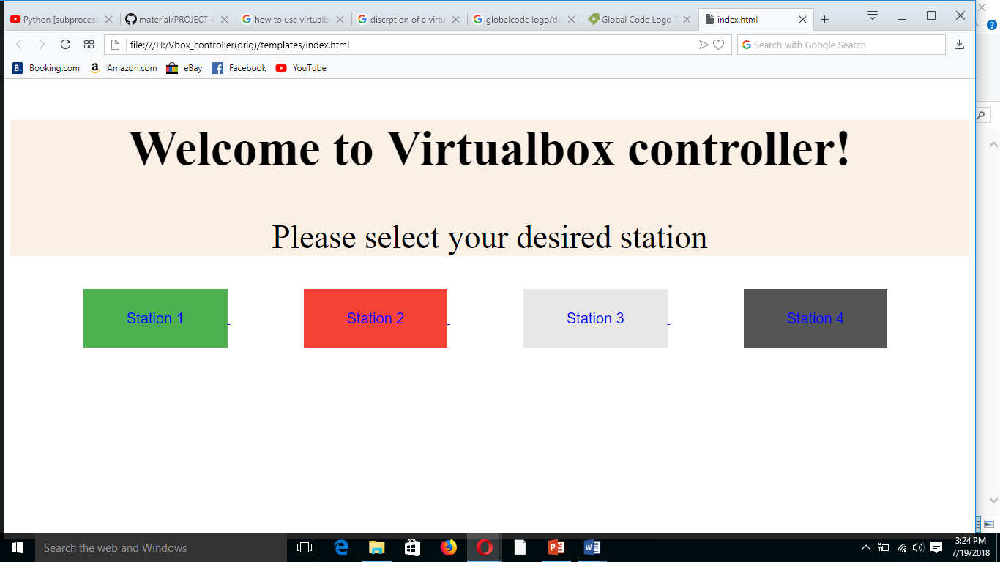 Python [subprocess
material/PROJECT-
how to use virtualb
discrption of a virtu
globalcode logo/do
Global Code Logo T
index.html
file:///H:/Vbox_controller(orig)/templates/index.html
Search with Google Search
Booking.com
Amazon.com
eBay
Facebook
YouTube
Welcome to Virtualbox controller!
Please select your desired station
Station 1
Station 2
Station 3
Station 4
Search the web and Windows
3:24 PM
7/19/2018